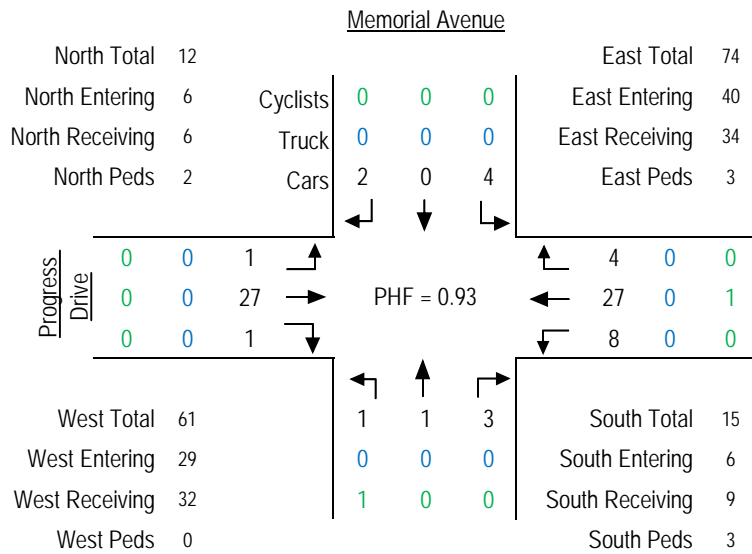 Memorial Avenue
North Total 12
East Total 74
North Entering 6
Cyclists 0 0 0
East Entering 40
North Receiving 6
Truck 0 0 0
East Receiving 34
North Peds 2
Cars 2 0 4
East Peds 3
Progress
Drive
0 0 1
4 0 0
0 0 27
PHF = 0.93
27 0 1
0 0 1
8 0 0
West Total 61
1 1 3
South Total 15
West Entering 29
0 0 0
South Entering 6
West Receiving 32
1 0 0
South Receiving 9
West Peds 0
South Peds 3